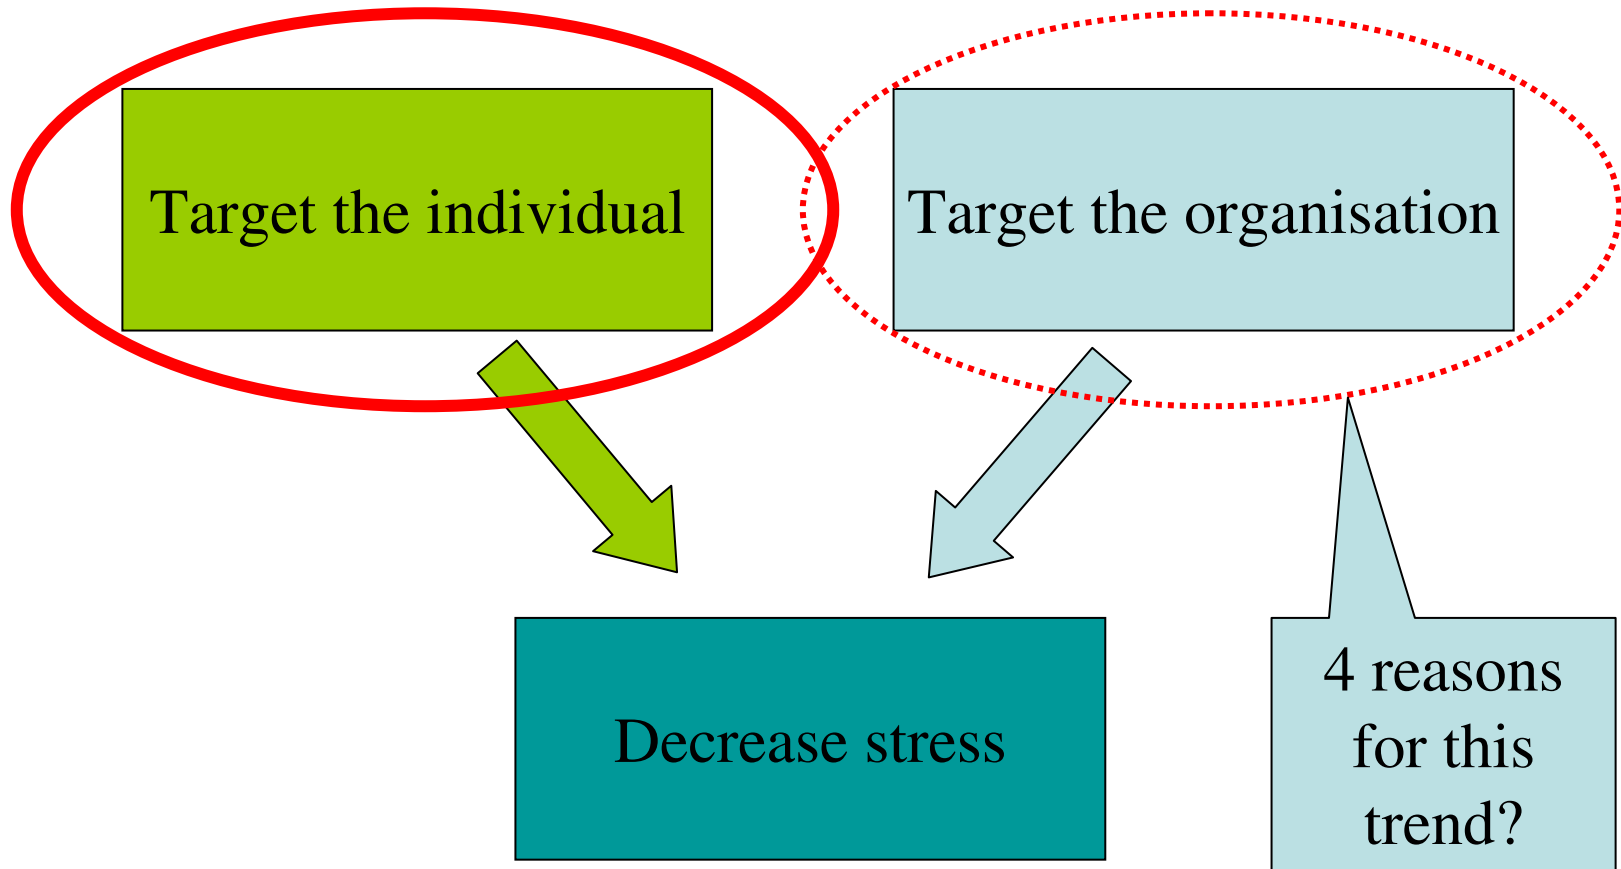 Target the individual
Target the organisation
Decrease stress
4 reasons
for this
trend?